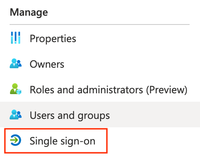 Manage
Properties
Owners
Roles and administrators (Preview)
Users and groups
Single sign-on